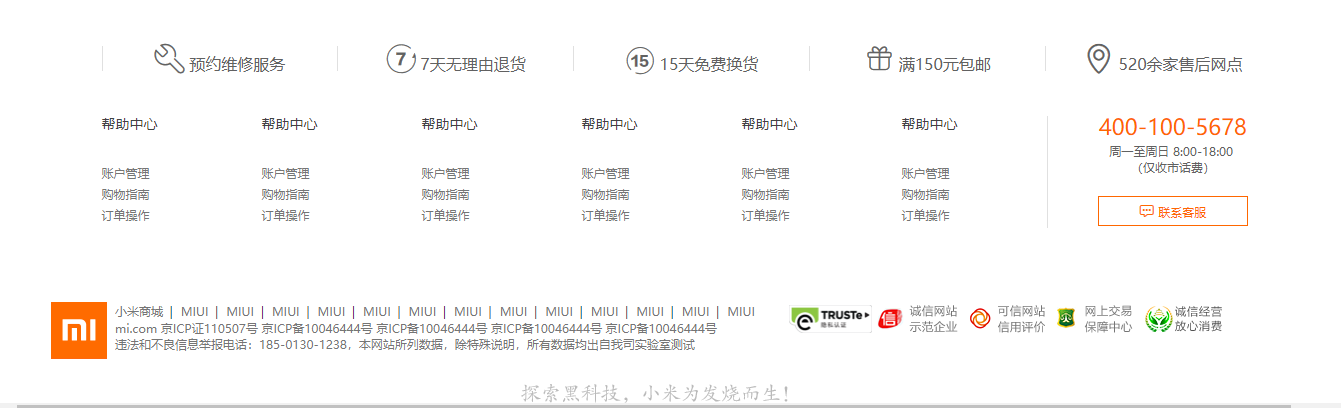 预约维修服务
7 7天无理由退货
15 15天免费换货
满150元包邮
520余家售后网点
帮助中心 帮助中心 帮助中心 帮助中心 帮助中心 帮助中心
账户管理 账户管理 账户管理 账户管理 账户管理 账户管理
购物指南 购物指南 购物指南 购物指南 购物指南 购物指南
订单操作 订单操作 订单操作 订单操作 订单操作 订单操作
400-100-5678
周一至周日 8:00-18:00
（仅收市话费）
联系客服
mi
小米商城 | MIUI | MIUI | MIUI | MIUI | MIUI | MIUI | MIUI | MIUI | MIUI | MIUI | MIUI | MIUI | MIUI
mi.com 京ICP证110507号 京ICP备10046444号 京ICP备10046444号 京ICP备10046444号 京ICP备10046444号
违法和不良信息举报电话：185-0130-1238，本网站所列数据，除特殊说明，所有数据均出自我司实验室测试
TRUSTe
隐私认证
信
诚信网站
示范企业
可信网站
信用评价
网上交易
保障中心
诚信经营
放心消费
探索黑科技，小米为发烧而生！